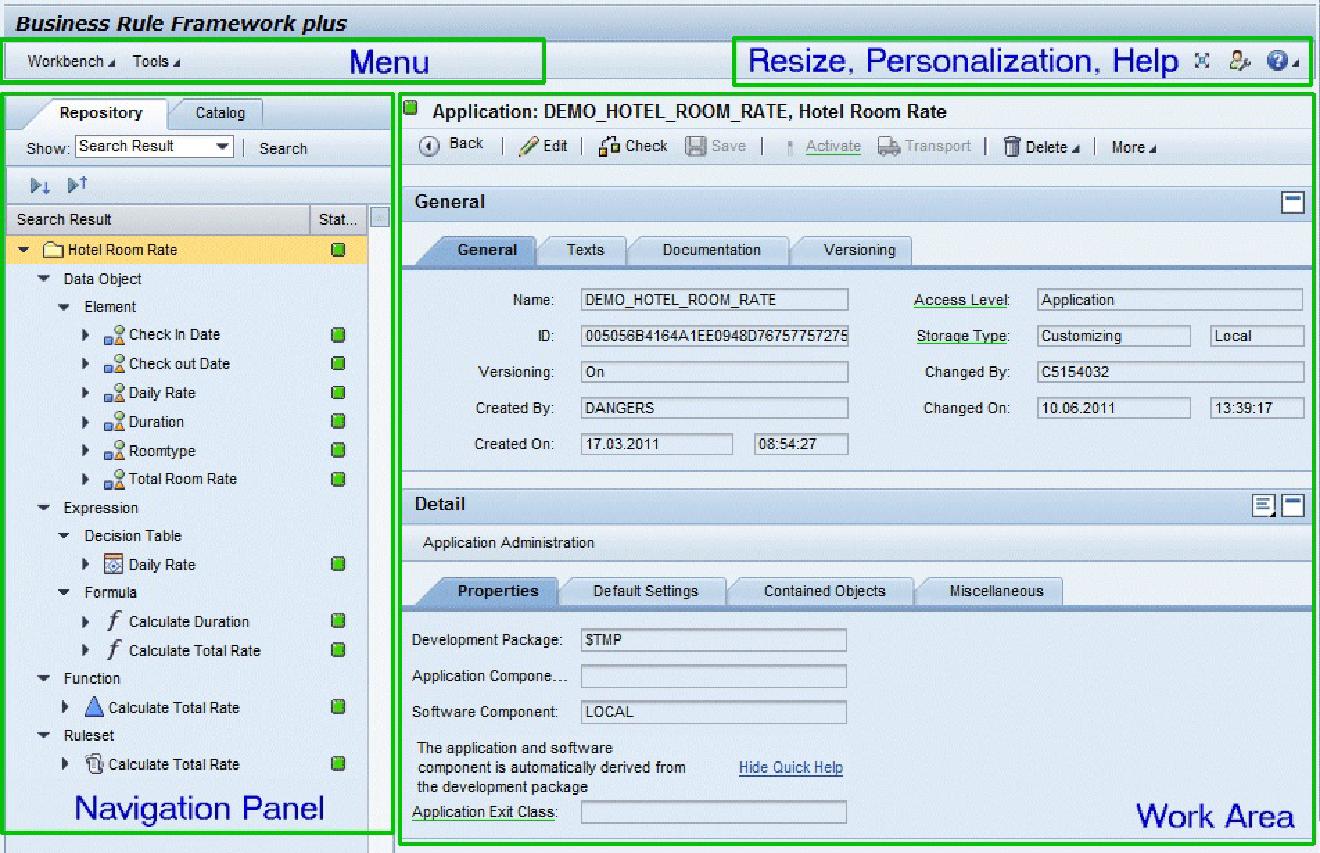 Business Rule Framework plus
Workbench Tools Menu
Resize, Personalization, Help
Repository Catalog
Show: Search Result Search
Search Result Stat...
Hotel Room Rate
Data Object
Element
Check In Date
Check out Date
Daily Rate
Duration
Roomtype
Total Room Rate
Expression
Decision Table
Daily Rate
Formula
Calculate Duration
Calculate Total Rate
Function
Calculate Total Rate
Ruleset
Calculate Total Rate
Navigation Panel
Application: DEMO_HOTEL_ROOM_RATE, Hotel Room Rate
Back Edit Check Save Activate Transport Delete More
General
General Texts Documentation Versioning
Name: DEMO_HOTEL_ROOM_RATE Access Level: Application
ID: 005056B4164A1EE0948D76757757275 Storage Type: Customizing Local
Versioning: On Changed By: C5154032
Created By: DANGERS Changed On: 10.06.2011 13:39:17
Created On: 17.03.2011 08:54:27
Detail
Application Administration
Properties Default Settings Contained Objects Miscellaneous
Development Package: $TMP
Application Compone...
Software Component: LOCAL
The application and software
component is automatically derived from Hide Quick Help
the development package
Application Exit Class:
Work Area